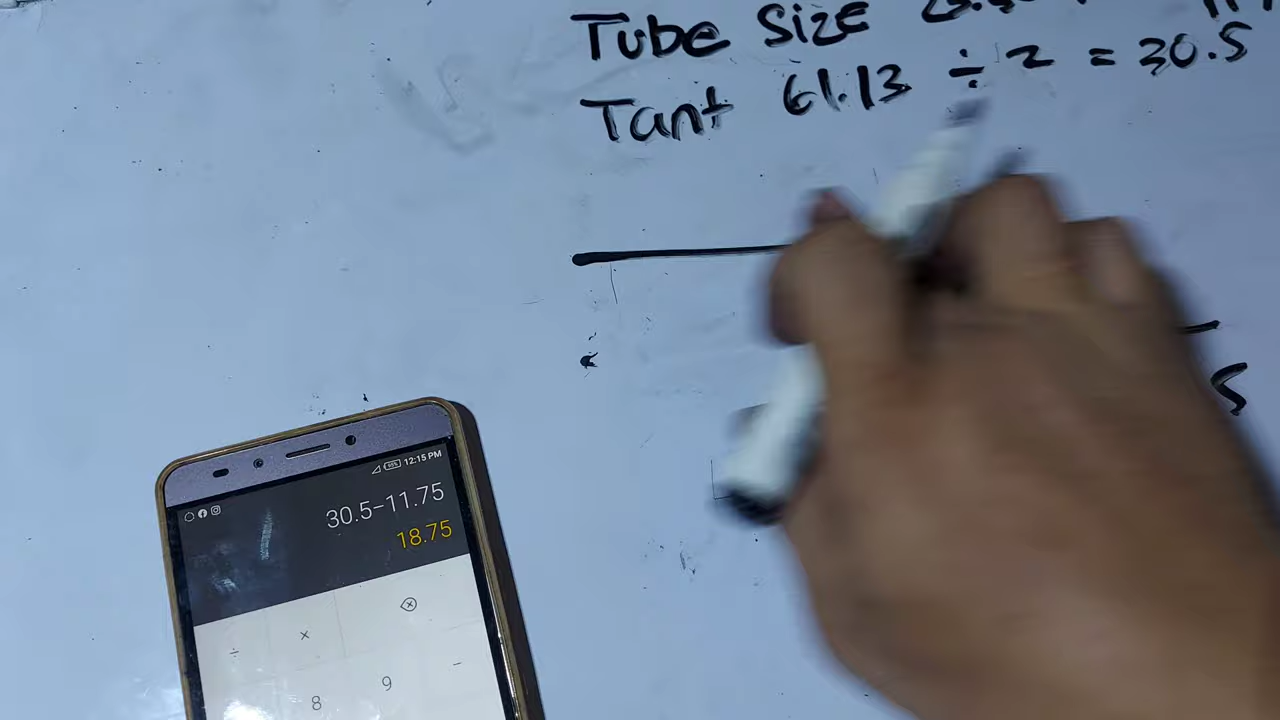 Tube Size
Tant 61.13 ÷ 2 = 30.5
5
12:15 PM
30.5-11.75
18.75
÷ ×
8 9 -